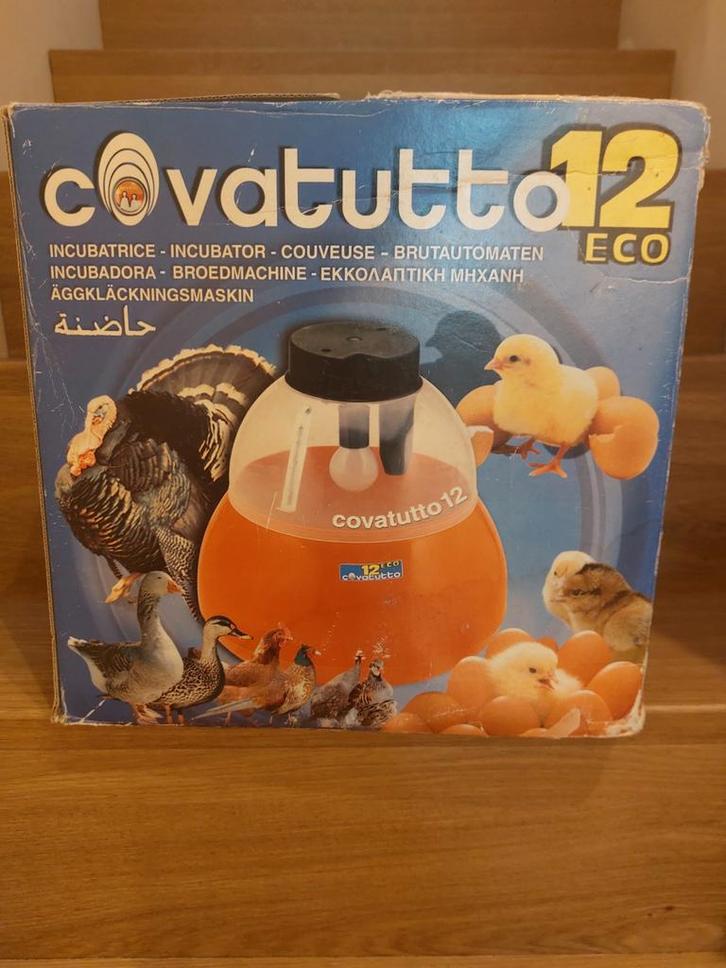 covatutto 12
ECO
INCUBATRICE - INCUBATOR - COUVEUSE - BRUTAUTOMATEN
INCUBADORA - BROEDMACHINE - ΕΚΚΟΛΑΠΤΙΚΗ ΜΗΧΑΝΗ
ÄGGKLÄCKNINGSMASKIN
حاضنة
covatutto 12
12 ECO
covatutto